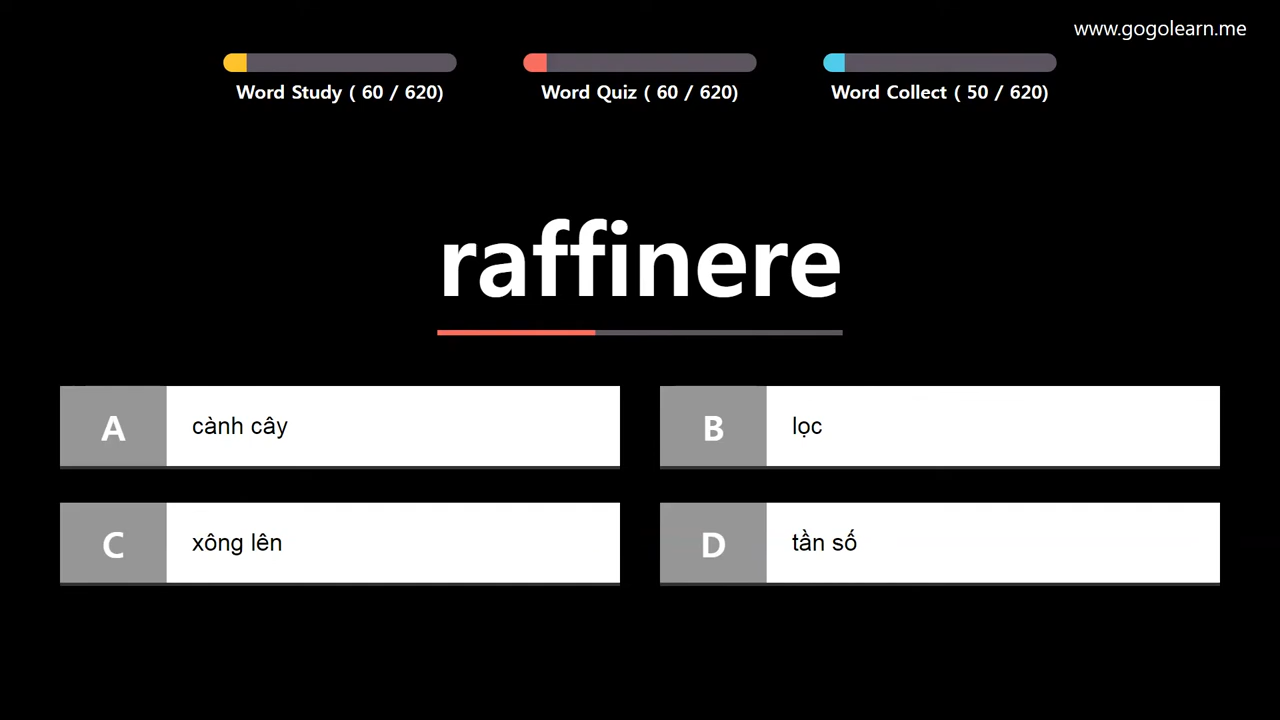 www.gogolearn.me
Word Study ( 60 / 620)
Word Quiz ( 60 / 620)
Word Collect ( 50 / 620)
raffinere
A cành cây
B lọc
C xông lên
D tần số